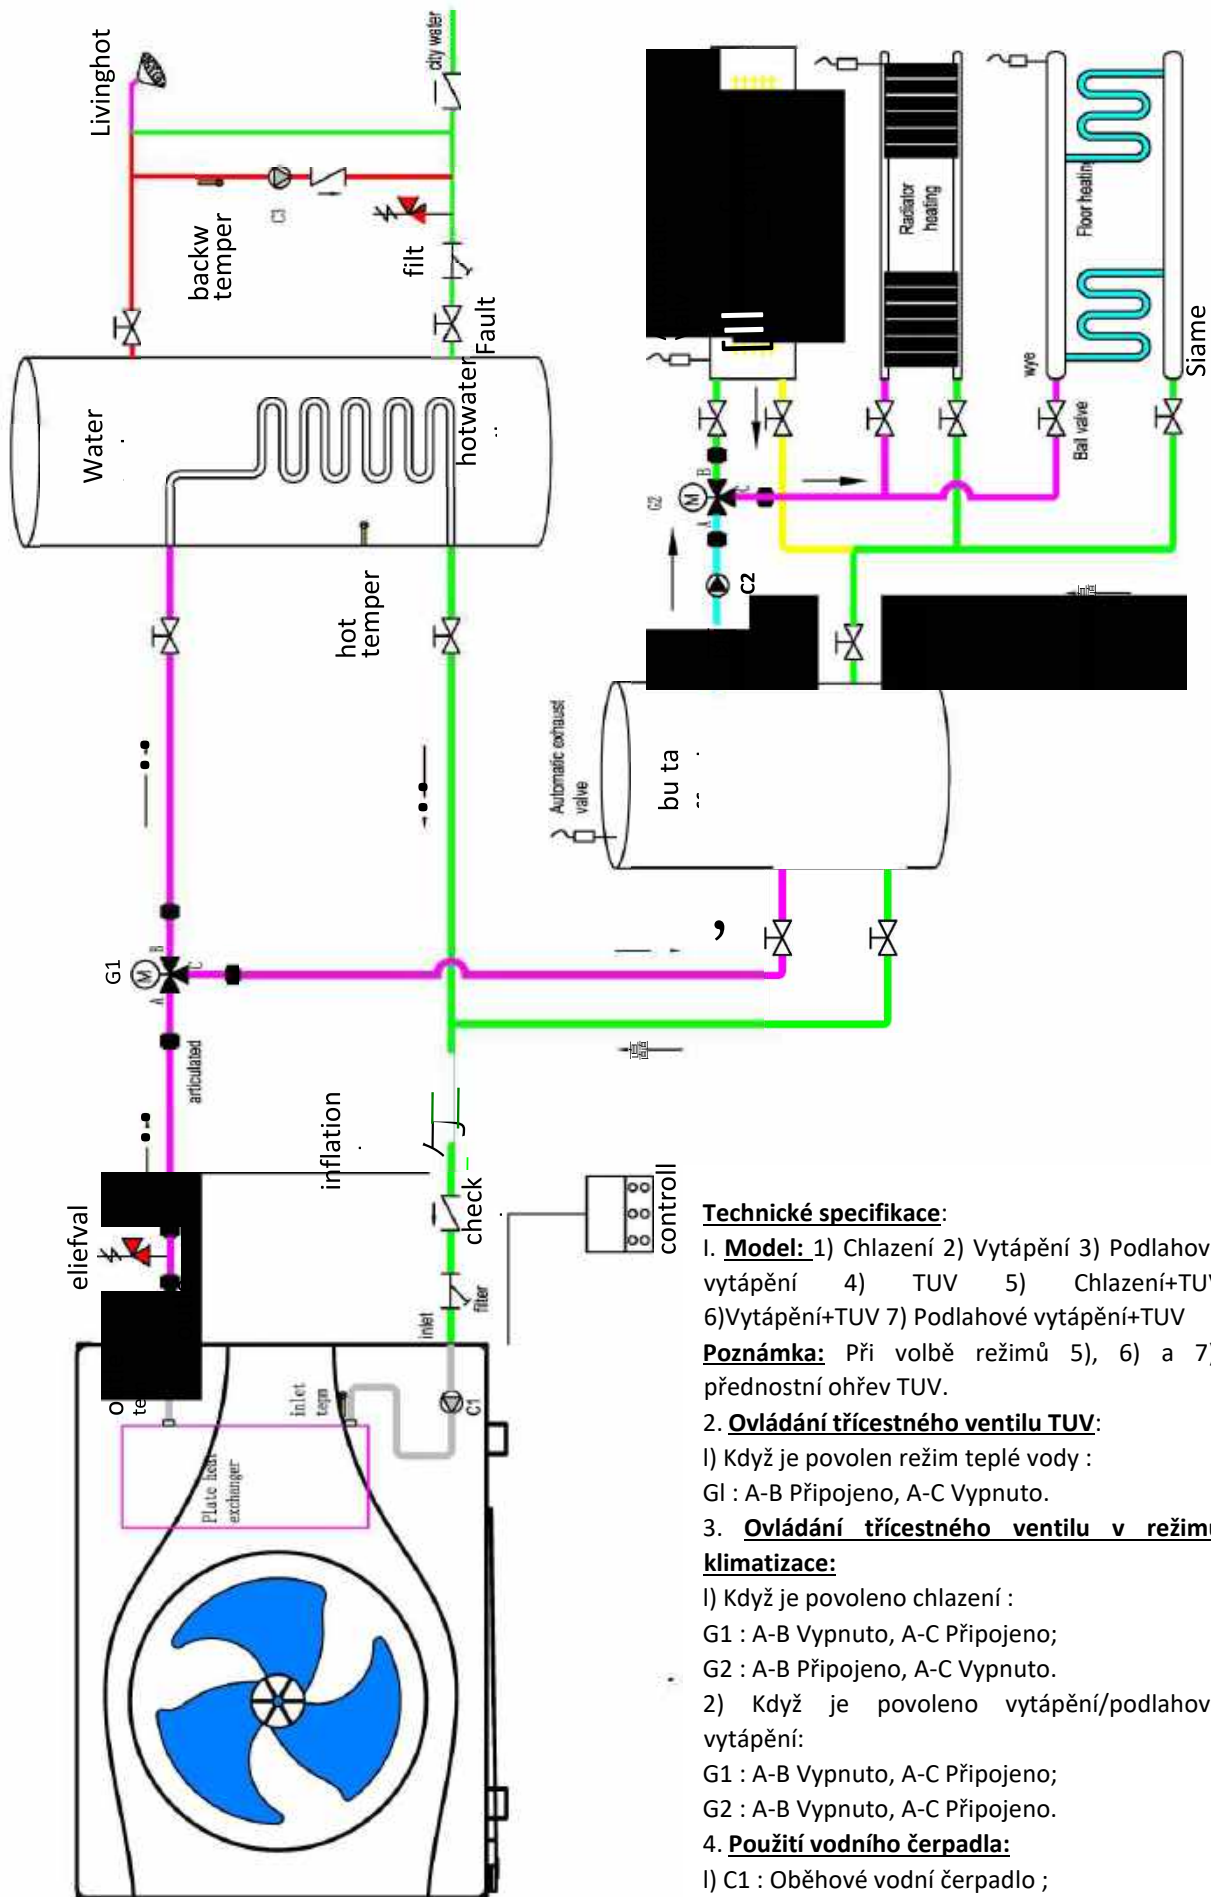 Livinghot
city water
C3
backw
temper
filt
Fault
Water
hotwater
hot
temper
Radiator
heating
Floor heating
wye
Ball valve
Siame
G2
M
A
B
C
C2
Automatic exhaust
valve
bu ta
G1
M
A
B
C
articulated
inflation
eliefval
check
controll
filter
inlet
inlet
tepm
C1
O
te
Plate heat
exchanger
Technické specifikace:
I. Model: 1) Chlazení 2) Vytápění 3) Podlahov
vytápění 4) TUV 5) Chlazení+TUV
6)Vytápění+TUV 7) Podlahové vytápění+TUV
Poznámka: Při volbě režimů 5), 6) a 7)
přednostní ohřev TUV.
2. Ovládání třícestného ventilu TUV:
l) Když je povolen režim teplé vody :
Gl : A-B Připojeno, A-C Vypnuto.
3. Ovládání třícestného ventilu v režimu
klimatizace:
l) Když je povoleno chlazení :
G1 : A-B Vypnuto, A-C Připojeno;
G2 : A-B Připojeno, A-C Vypnuto.
2) Když je povoleno vytápění/podlahov
vytápění:
G1 : A-B Vypnuto, A-C Připojeno;
G2 : A-B Vypnuto, A-C Připojeno.
4. Použití vodního čerpadla:
l) C1 : Oběhové vodní čerpadlo ;